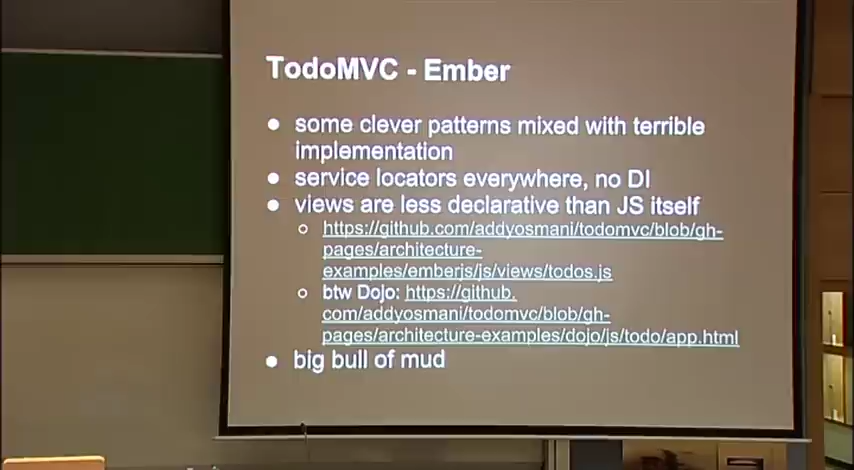 TodoMVC - Ember
● some clever patterns mixed with terrible
implementation
● service locators everywhere, no DI
● views are less declarative than JS itself
○ https://github.com/addyosmani/todomvc/blob/gh-
pages/architecture-
examples/emberjs/js/views/todos.js
○ btw Dojo: https://github.
com/addyosmani/todomvc/blob/gh-
pages/architecture-examples/dojo/js/todo/app.html
● big bull of mud